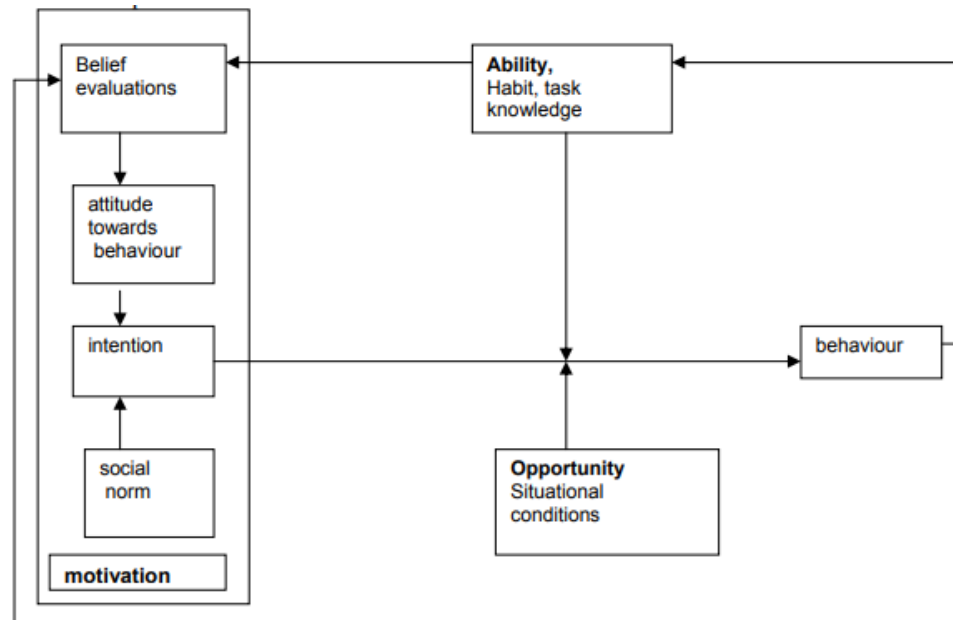 Belief
evaluations
attitude
towards
behaviour
intention
social
norm
motivation
Ability,
Habit, task
knowledge
Opportunity
Situational
conditions
behaviour